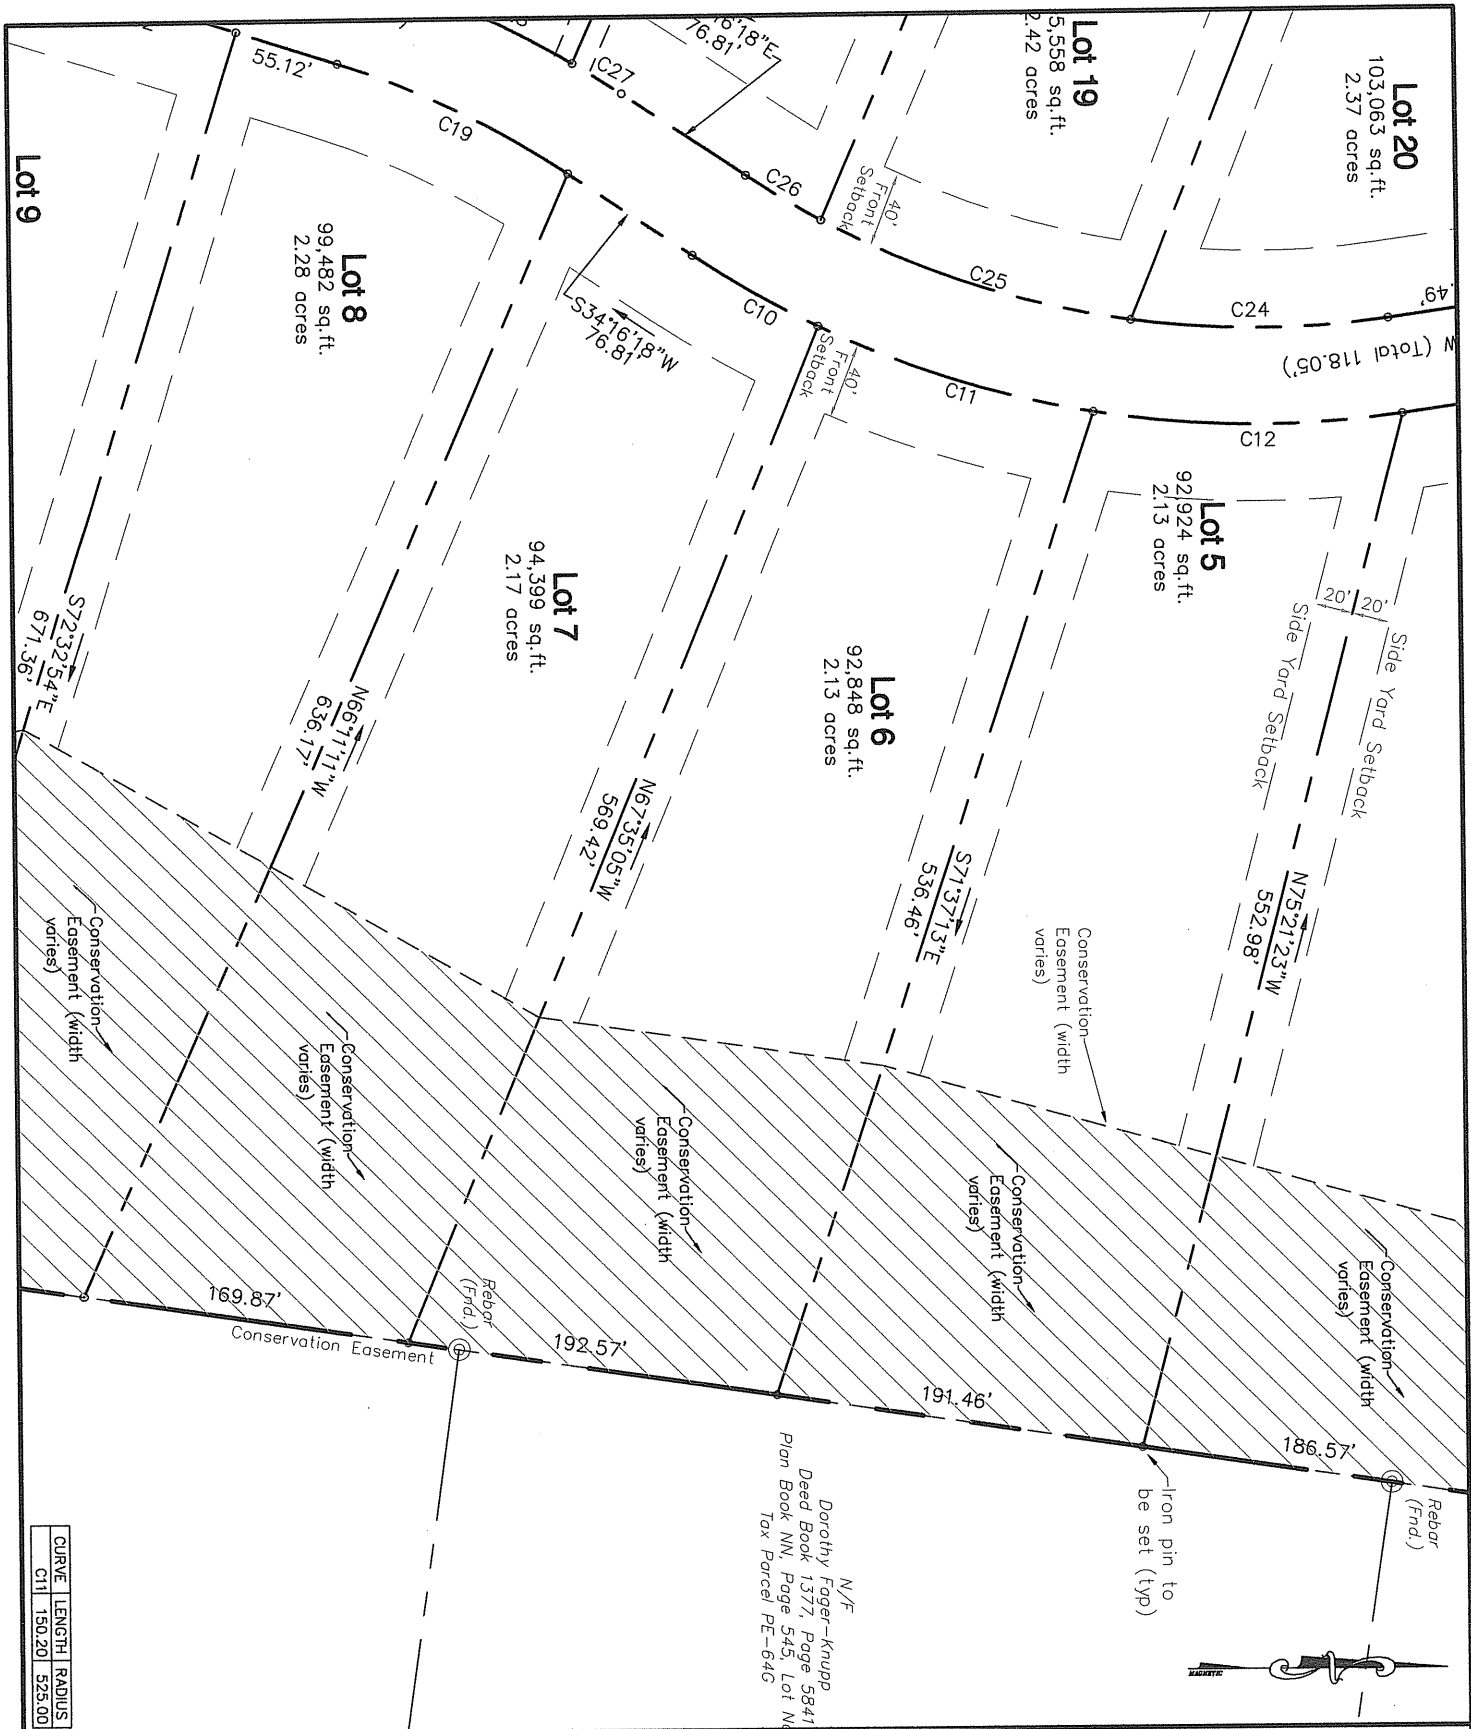 Lot 20
103,063 sq.ft.
2.37 acres
Lot 19
5,558 sq.ft.
2.42 acres
16'18"E
76.81'
C27
C26
C25
C24
.49'
W (Total 118.05')
55.12'
C19
C10
C11
C12
40'
Front
Setback
40'
Front
Setback
S34°16'18"W
76.81'
Lot 5
92,924 sq.ft.
2.13 acres
Lot 6
92,848 sq.ft.
2.13 acres
Lot 7
94,399 sq.ft.
2.17 acres
Lot 8
99,482 sq.ft.
2.28 acres
Lot 9
20'
20'
Side Yard Setback
Side Yard Setback
N75°21'23"W
552.98'
S71°37'13"E
536.46'
N67°35'05"W
569.42'
N66°11'11"W
636.17'
S72°32'54"E
671.36'
Conservation
Easement (width
varies)
Conservation
Easement (width
varies)
Conservation
Easement (width
varies)
Conservation
Easement (width
varies)
Conservation
Easement (width
varies)
Conservation
Easement (width
varies)
186.57'
191.46'
192.57'
169.87'
Conservation Easement
Rebar
(Fnd.)
Rebar
(Fnd.)
Iron pin to
be set (typ)
N/F
Dorothy Fager-Knupp
Deed Book 1377, Page 5841
Plan Book NN, Page 545, Lot No
Tax Parcel PE-64G
MAGNETIC
CURVE LENGTH RADIUS
C11 150.20 525.00